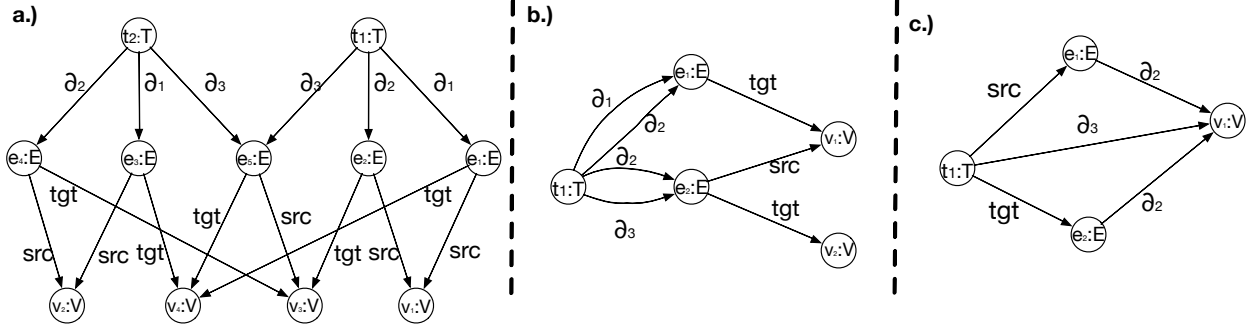 a.)
t₂:T t₁:T
∂₂ ∂₁ ∂₃ ∂₃ ∂₂ ∂₁
e₄:E e₃:E e₅:E e₂:E e₁:E
tgt tgt src tgt
src src tgt tgt src src
v₂:V v₄:V v₃:V v₁:V
b.)
e₁:E
tgt
∂₁
∂₂
v₁:V
∂₂
src
t₁:T e₂:E
tgt
∂₃
v₂:V
c.)
e₁:E
∂₂
src
∂₃ v₁:V
t₁:T
tgt ∂₂
e₂:E